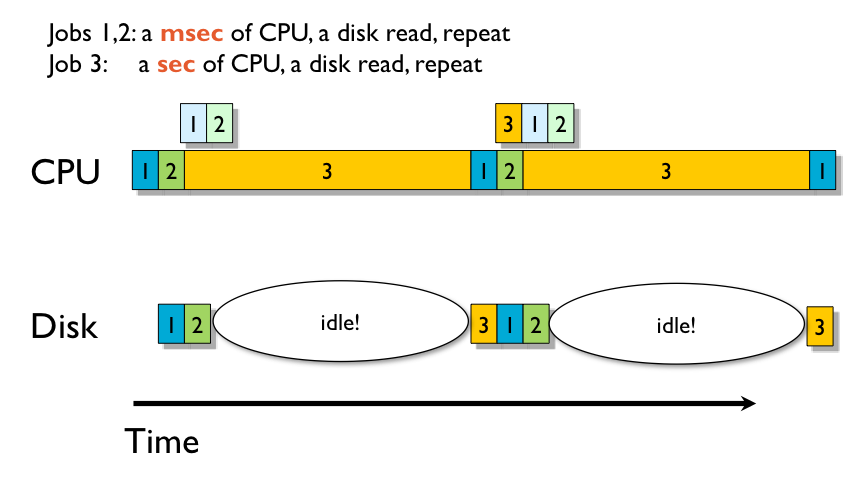 Jobs 1,2: a msec of CPU, a disk read, repeat
Job 3: a sec of CPU, a disk read, repeat
1 2 3 1 2
CPU 1 2 3 1 2 3 1
Disk 1 2 idle! 3 1 2 idle! 3
Time